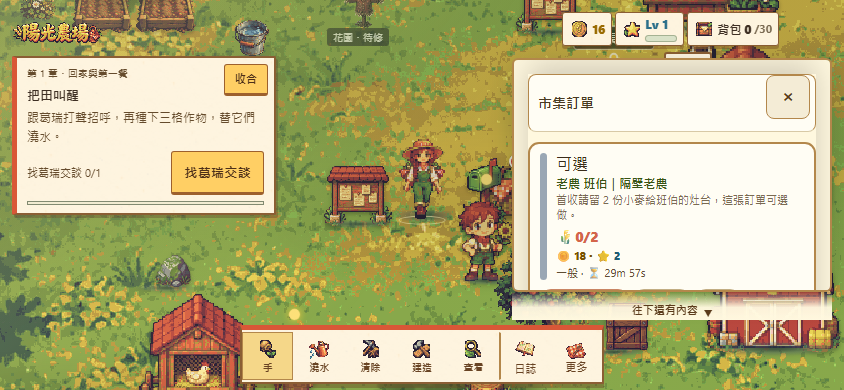 陽光農場
花圃 · 待修
16
Lv 1
背包 0 /30
第 1 章 · 回家與第一餐
收合
把田叫醒
跟葛瑞打聲招呼，再種下三格作物，替它們
澆水。
找葛瑞交談 0/1
找葛瑞交談
市集訂單
×
可選
老農 班伯 | 隔壁老農
首收請留 2 份小麥給班伯的灶台，這張訂單可選
做。
0/2
18 · 2
一般 · 29m 57s
往下還有內容 ▼
手
澆水
清除
建造
查看
日誌
更多